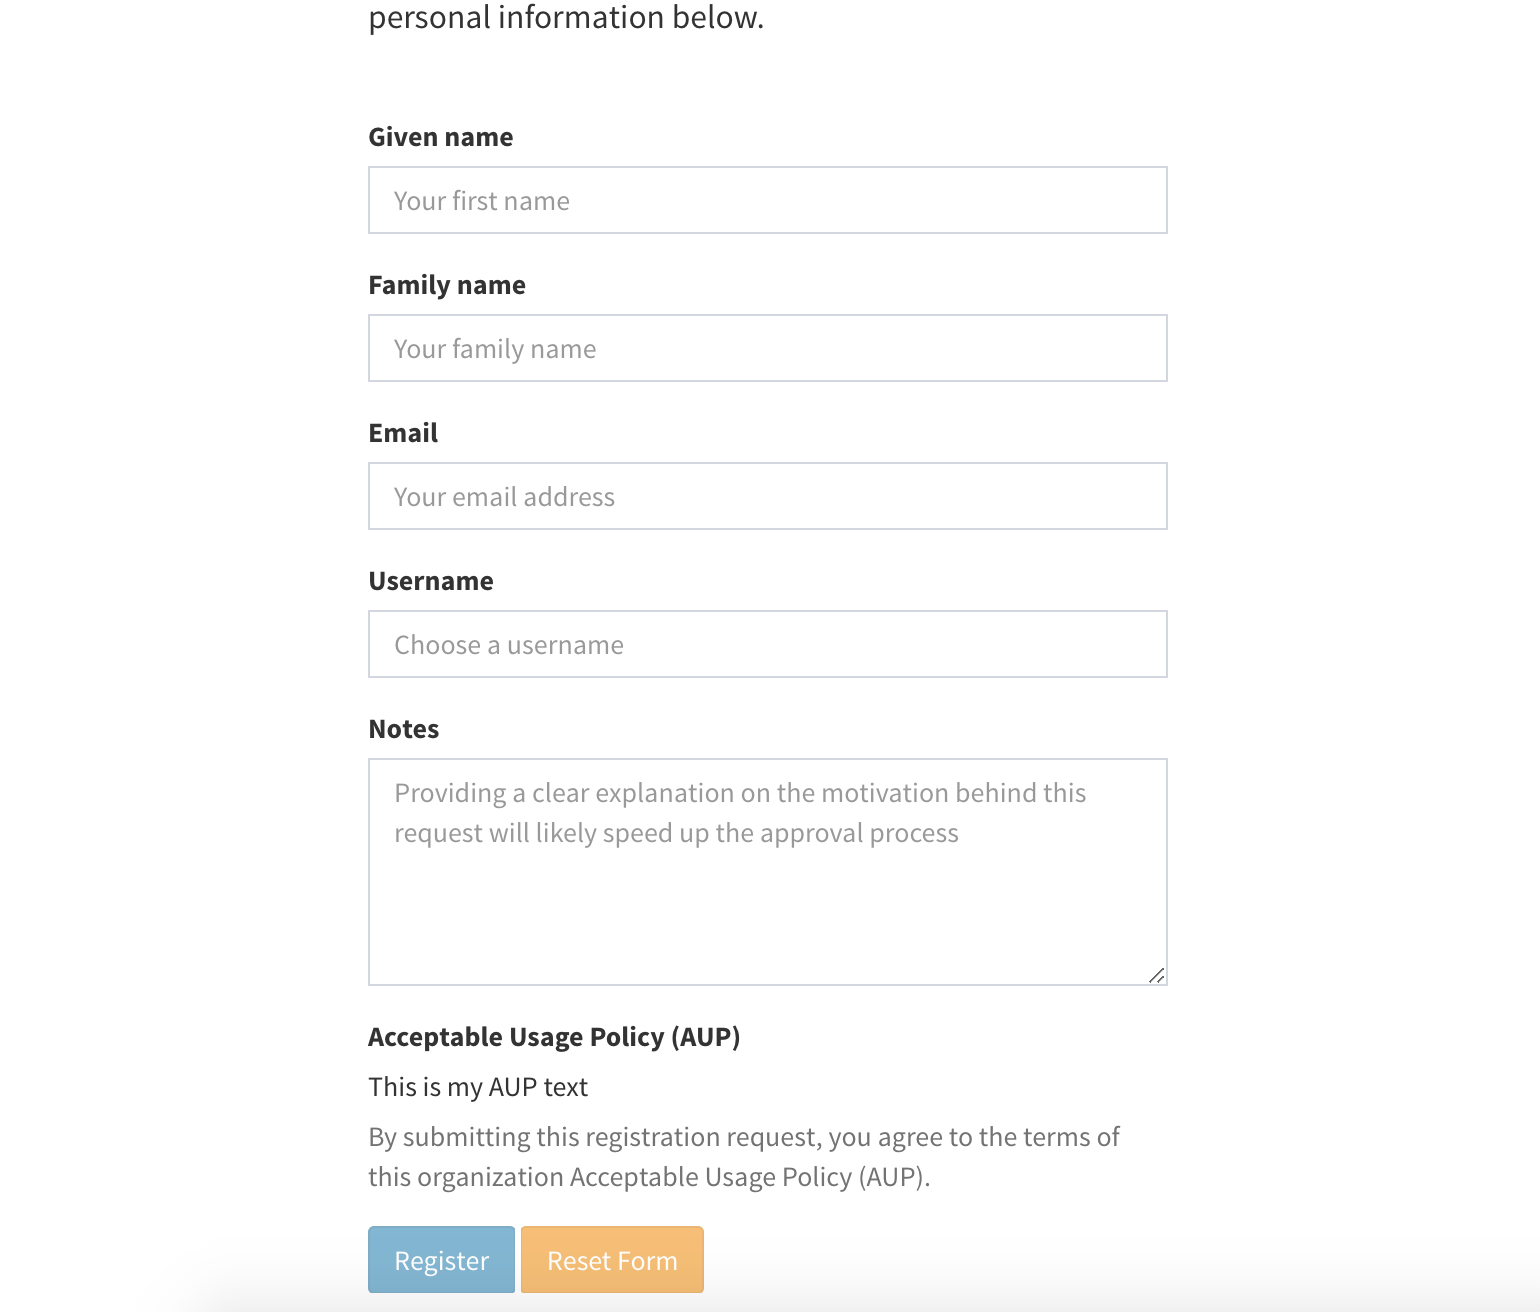 personal information below.
Given name
Your first name
Family name
Your family name
Email
Your email address
Username
Choose a username
Notes
Providing a clear explanation on the motivation behind this
request will likely speed up the approval process
Acceptable Usage Policy (AUP)
This is my AUP text
By submitting this registration request, you agree to the terms of
this organization Acceptable Usage Policy (AUP).
Register Reset Form